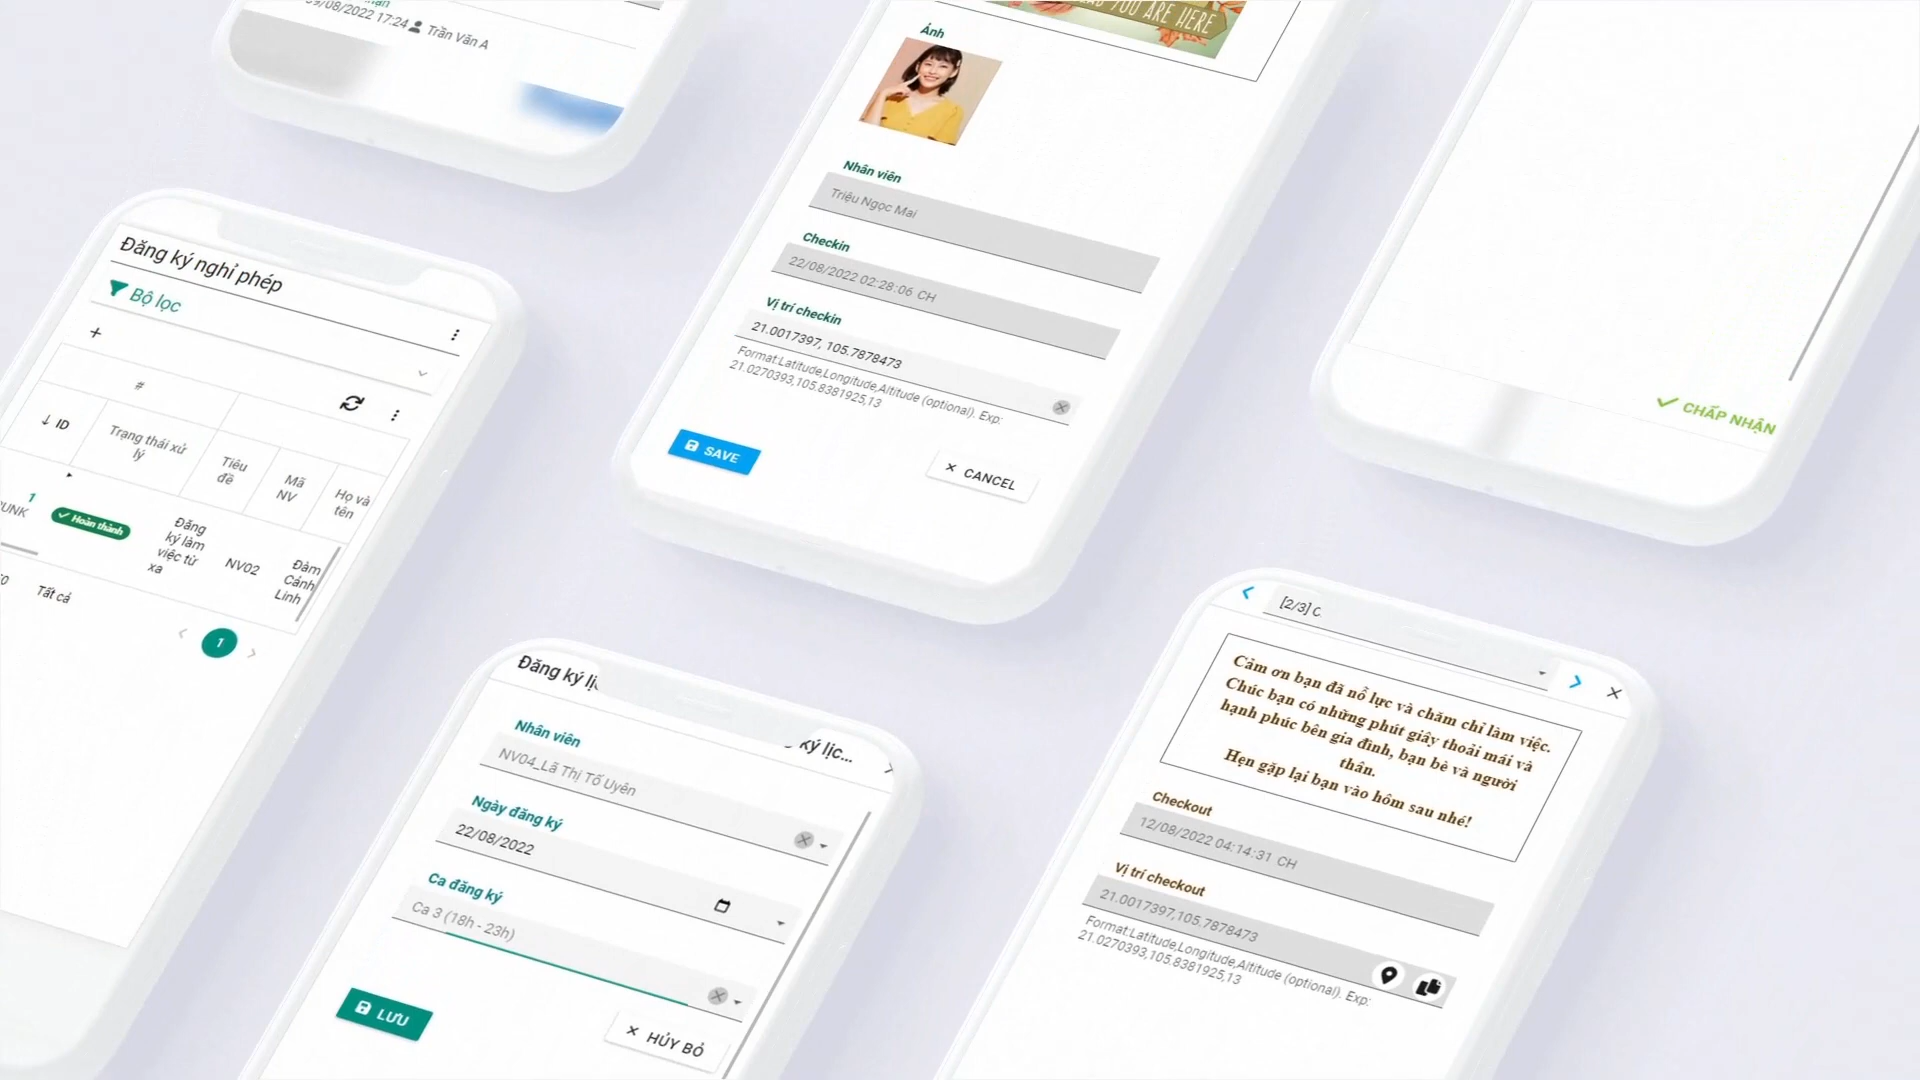 09/08/2022 17:24 Trần Văn A
YOU ARE HERE
Ảnh
Nhân viên
Triệu Ngọc Mai
Checkin
22/08/2022 02:28:06 CH
Vị trí checkin
21.0017397, 105.7878473
Format:Latitude,Longitude,Altitude (optional). Exp:
21.0270393,105.8381925,13
SAVE
CANCEL
CHẤP NHẬN
Đăng ký nghỉ phép
Bộ lọc
#
ID
Trạng thái xử
lý
Tiêu
đề
Mã
NV
Họ và
tên
1
UNK
Hoàn thành
Đăng
ký làm
việc từ
xa
NV02
Đàm
Cảnh
Linh
Tất cả
1
Đăng ký lị
ký lịc...
Nhân viên
NV04_Lã Thị Tố Uyên
Ngày đăng ký
22/08/2022
Ca đăng ký
Ca 3 (18h - 23h)
LƯU
HỦY BỎ
[2/3] C
Cảm ơn bạn đã nỗ lực và chăm chỉ làm việc.
Chúc bạn có những phút giây thoải mái và
hạnh phúc bên gia đình, bạn bè và người
thân.
Hẹn gặp lại bạn vào hôm sau nhé!
Checkout
12/08/2022 04:14:31 CH
Vị trí checkout
21.0017397,105.7878473
Format:Latitude,Longitude,Altitude (optional). Exp:
21.0270393,105.8381925,13